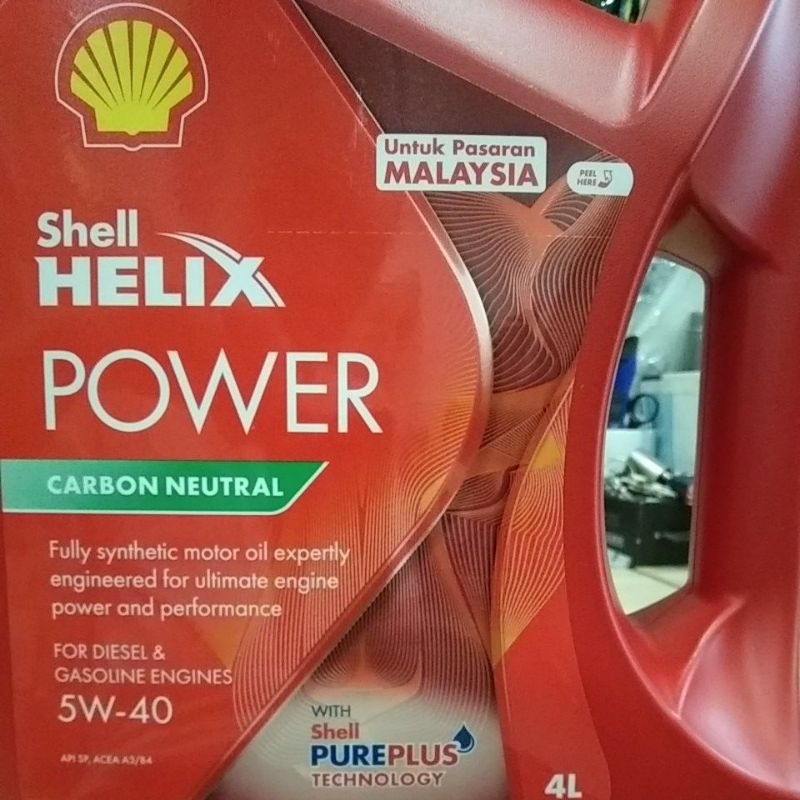 Untuk Pasaran
MALAYSIA
PEEL
HERE
Shell
HELIX
POWER
CARBON NEUTRAL
Fully synthetic motor oil expertly
engineered for ultimate engine
power and performance
FOR DIESEL &
GASOLINE ENGINES
5W-40
API SP, ACEA A3/B4
WITH
Shell
PUREPLUS
TECHNOLOGY
4L